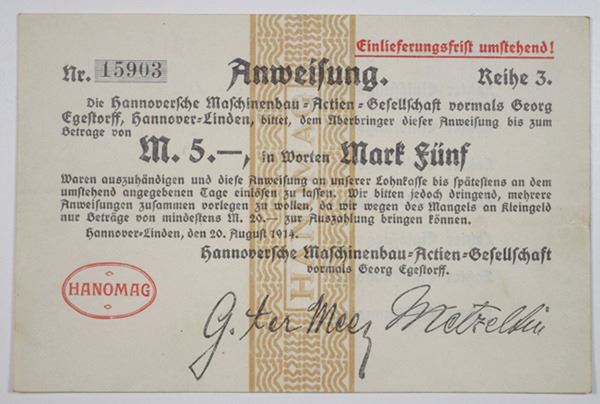 Einlieferungsfrist umstehend!
Nr. 15903 Anweisung. Reihe 3.
Die Hannoversche Maschinenbau-Actien-Gesellschaft vormals Georg
Egestorff, Hannover-Linden, bittet, dem Überbringer dieser Anweisung bis zum
Betrage von
M. 5.—, in Worten Mark Fünf
Waren auszuhändigen und diese Anweisung an unserer Lohnkasse bis spätestens an dem
umstehend angegebenen Tage einlösen zu lassen. Wir bitten jedoch dringend, mehrere
Anweisungen zusammen vorlegen zu wollen, da wir wegen des Mangels an Kleingeld
nur Beträge von mindestens M. 20.— zur Auszahlung bringen können.
Hannover-Linden, den 20. August 1914.
Hannoversche Maschinenbau-Actien-Gesellschaft
vormals Georg Egestorff.
HANOMAG
G. ter Meer Metzeltin
HANOMAG